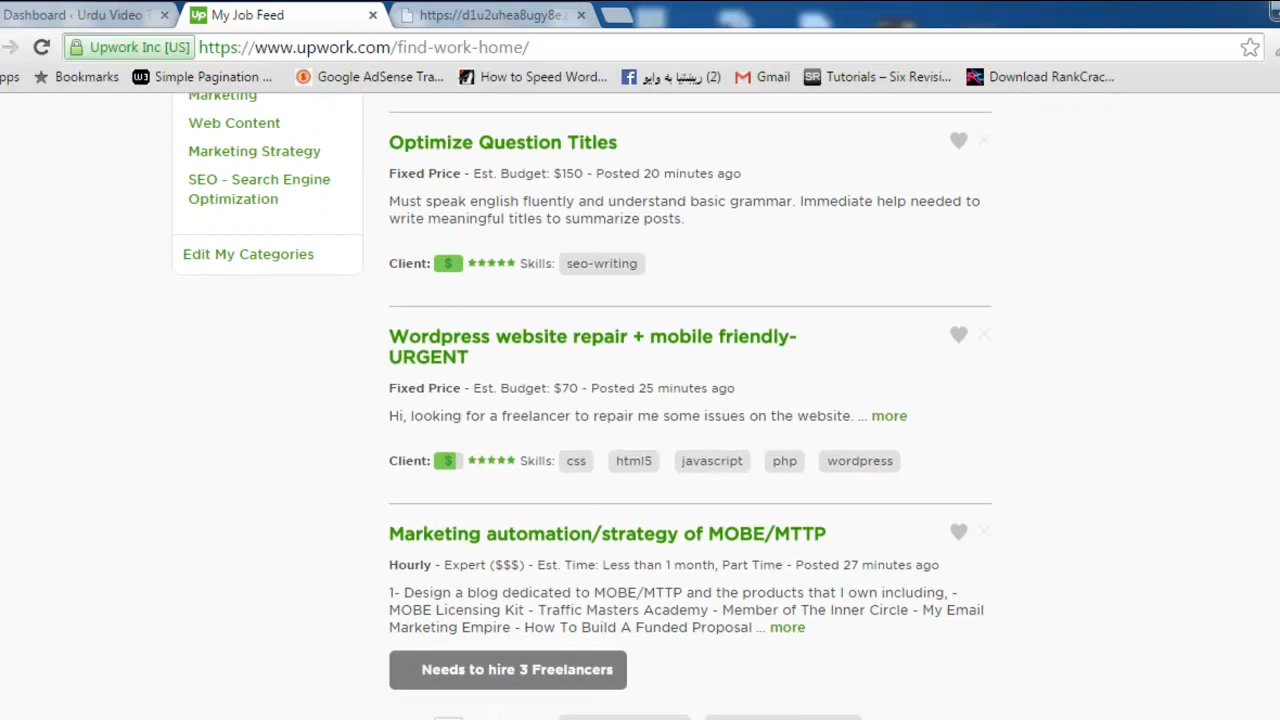 Dashboard ‹ Urdu Video T
My Job Feed
https://d1u2uhea8ugy8e.c
Upwork Inc [US]
https://www.upwork.com/find-work-home/
pps
Bookmarks
Simple Pagination ...
Google AdSense Tra...
How to Speed Word...
(2)
Gmail
Tutorials – Six Revisi...
Download RankCrac...
Marketing
Web Content
Marketing Strategy
SEO - Search Engine
Optimization
Edit My Categories
Optimize Question Titles
Fixed Price - Est. Budget: $150 - Posted 20 minutes ago
Must speak english fluently and understand basic grammar. Immediate help needed to
write meaningful titles to summarize posts.
Client: $ Skills: seo-writing
Wordpress website repair + mobile friendly-
URGENT
Fixed Price - Est. Budget: $70 - Posted 25 minutes ago
Hi, looking for a freelancer to repair me some issues on the website. ... more
Client: $ Skills: css html5 javascript php wordpress
Marketing automation/strategy of MOBE/MTTP
Hourly - Expert ($$$) - Est. Time: Less than 1 month, Part Time - Posted 27 minutes ago
1- Design a blog dedicated to MOBE/MTTP and the products that I own including, -
MOBE Licensing Kit - Traffic Masters Academy - Member of The Inner Circle - My Email
Marketing Empire - How To Build A Funded Proposal ... more
Needs to hire 3 Freelancers